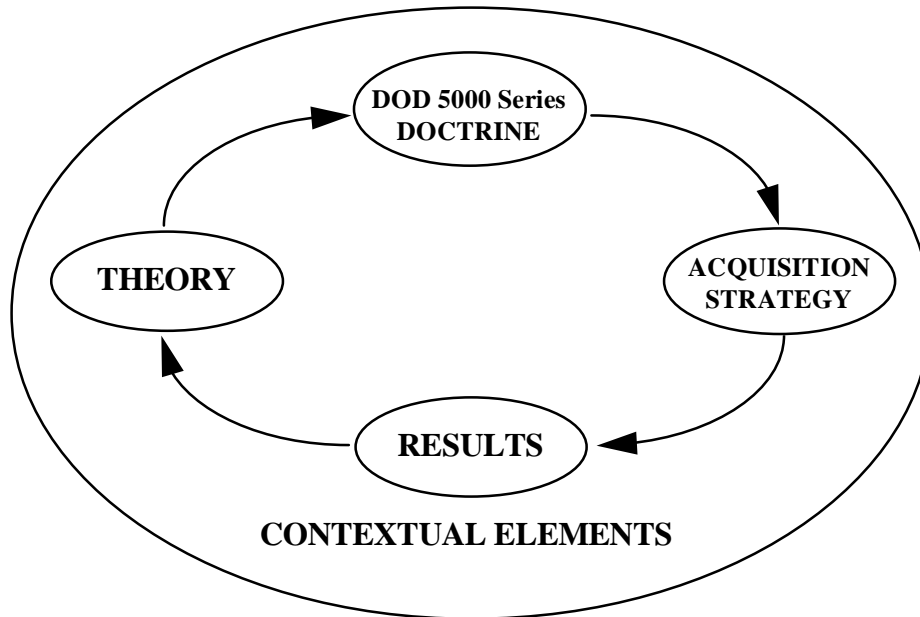 DOD 5000 Series
DOCTRINE
THEORY
ACQUISITION
STRATEGY
RESULTS
CONTEXTUAL ELEMENTS